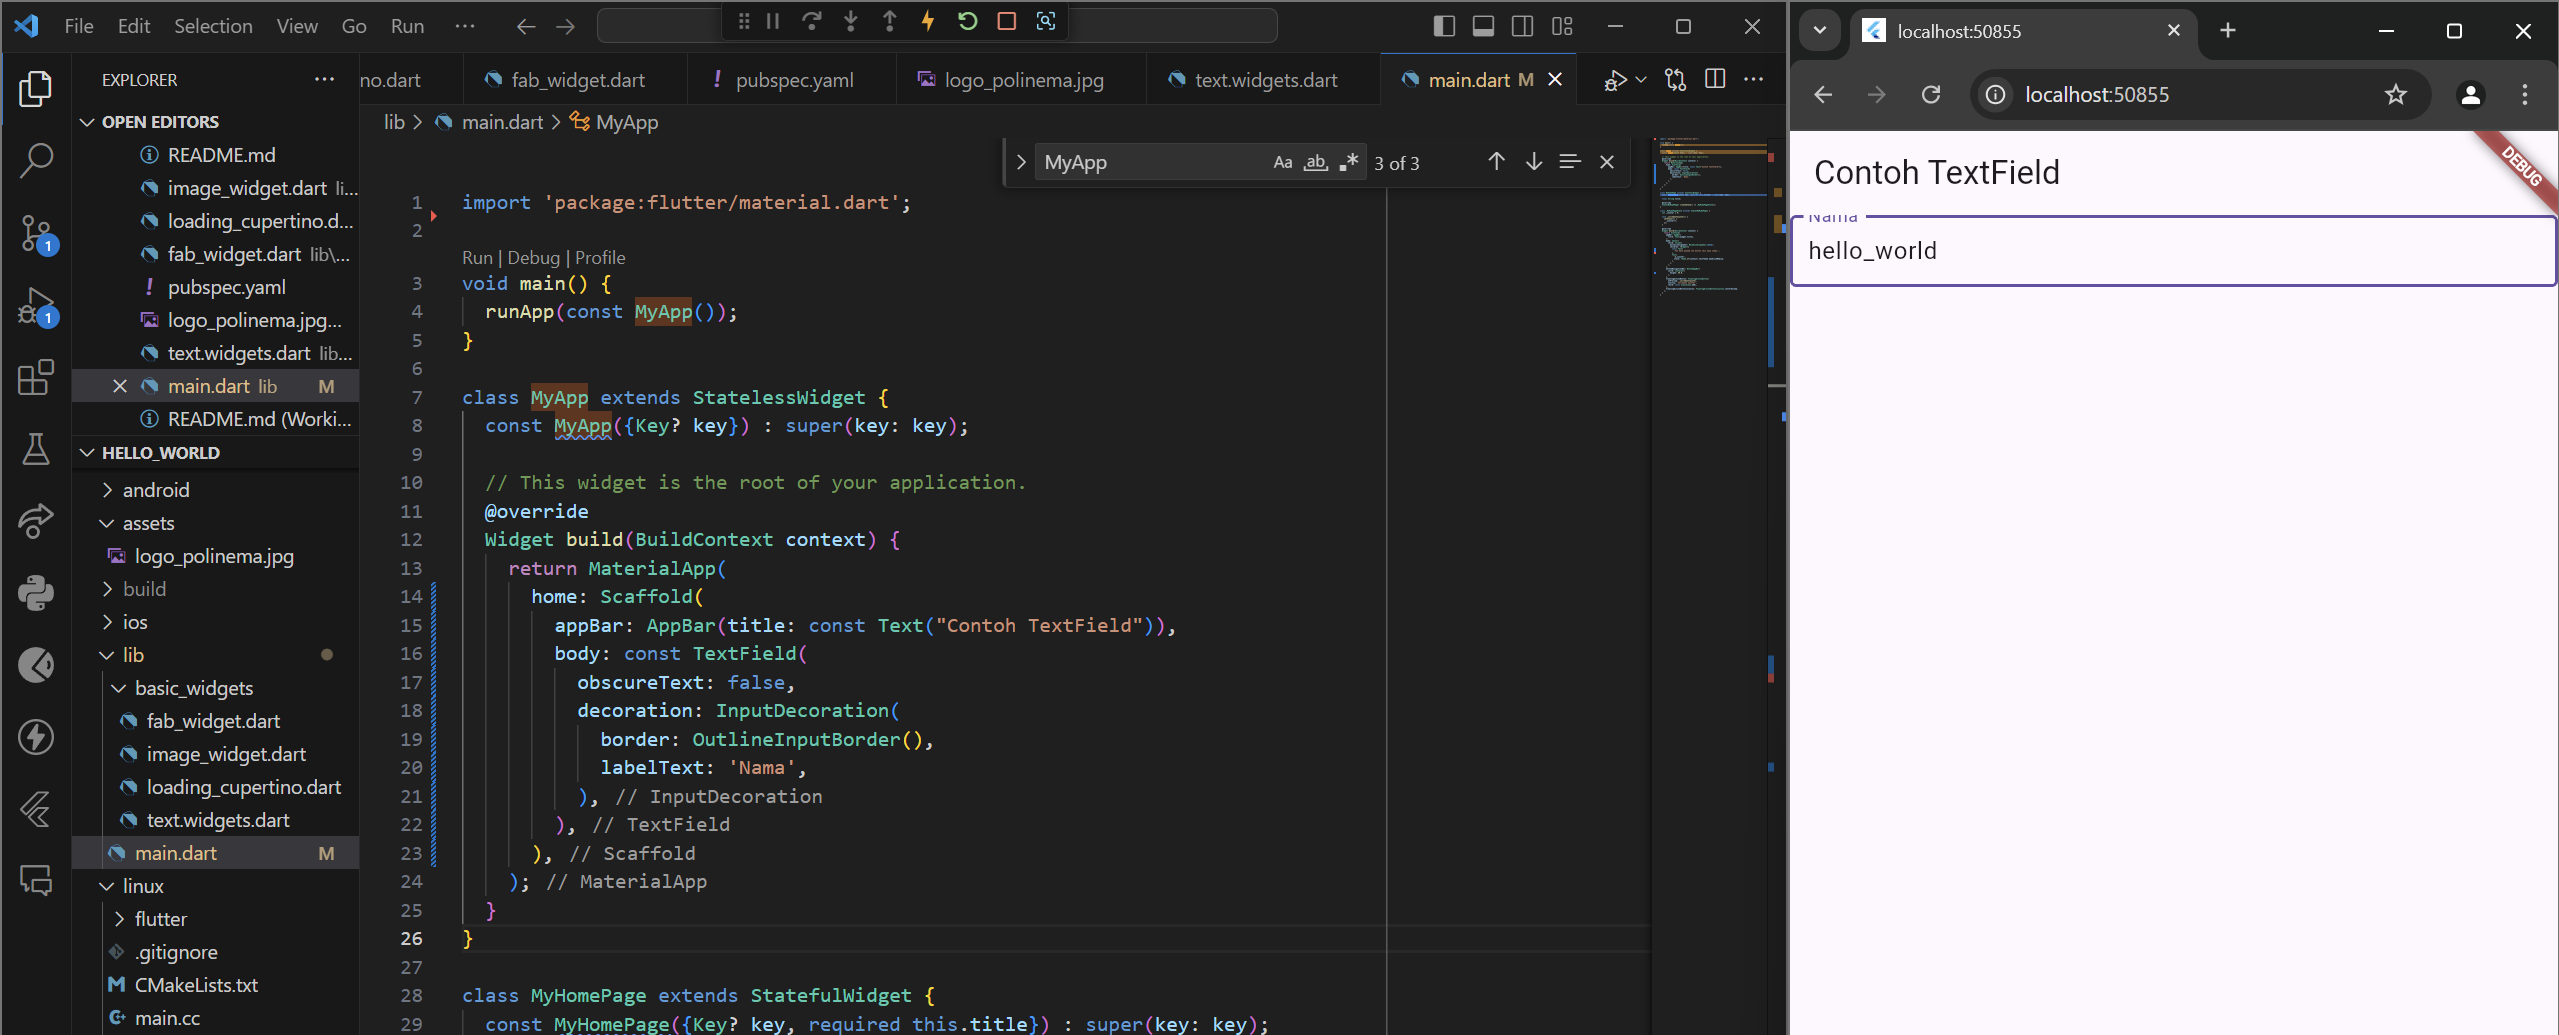 File Edit Selection View Go Run
EXPLORER
OPEN EDITORS
README.md
image_widget.dart li...
loading_cupertino.d...
fab_widget.dart lib\...
pubspec.yaml
logo_polinema.jpg...
text.widgets.dart lib...
main.dart lib M
README.md (Worki...
HELLO_WORLD
android
assets
logo_polinema.jpg
build
ios
lib
basic_widgets
fab_widget.dart
image_widget.dart
loading_cupertino.dart
text.widgets.dart
main.dart M
linux
flutter
.gitignore
CMakeLists.txt
main.cc
1
1
no.dart fab_widget.dart pubspec.yaml logo_polinema.jpg text.widgets.dart main.dart M
lib > main.dart > MyApp
MyApp Aa ab 3 of 3
1 import 'package:flutter/material.dart';
2
Run | Debug | Profile
3 void main() {
4 runApp(const MyApp());
5 }
6
7 class MyApp extends StatelessWidget {
8 const MyApp({Key? key}) : super(key: key);
9
10 // This widget is the root of your application.
11 @override
12 Widget build(BuildContext context) {
13 return MaterialApp(
14 home: Scaffold(
15 appBar: AppBar(title: const Text("Contoh TextField")),
16 body: const TextField(
17 obscureText: false,
18 decoration: InputDecoration(
19 border: OutlineInputBorder(),
20 labelText: 'Nama',
21 ), // InputDecoration
22 ), // TextField
23 ), // Scaffold
24 ); // MaterialApp
25 }
26 }
27
28 class MyHomePage extends StatefulWidget {
29 const MyHomePage({Key? key, required this.title}) : super(key: key);
localhost:50855
localhost:50855
DEBUG
Contoh TextField
Nama
hello_world